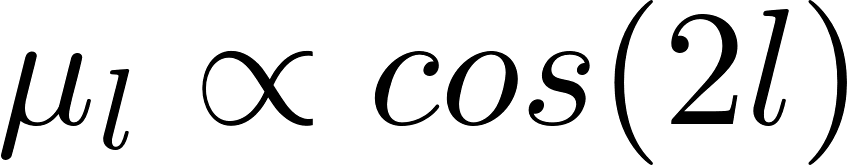 μ_l ∝ cos(2l)